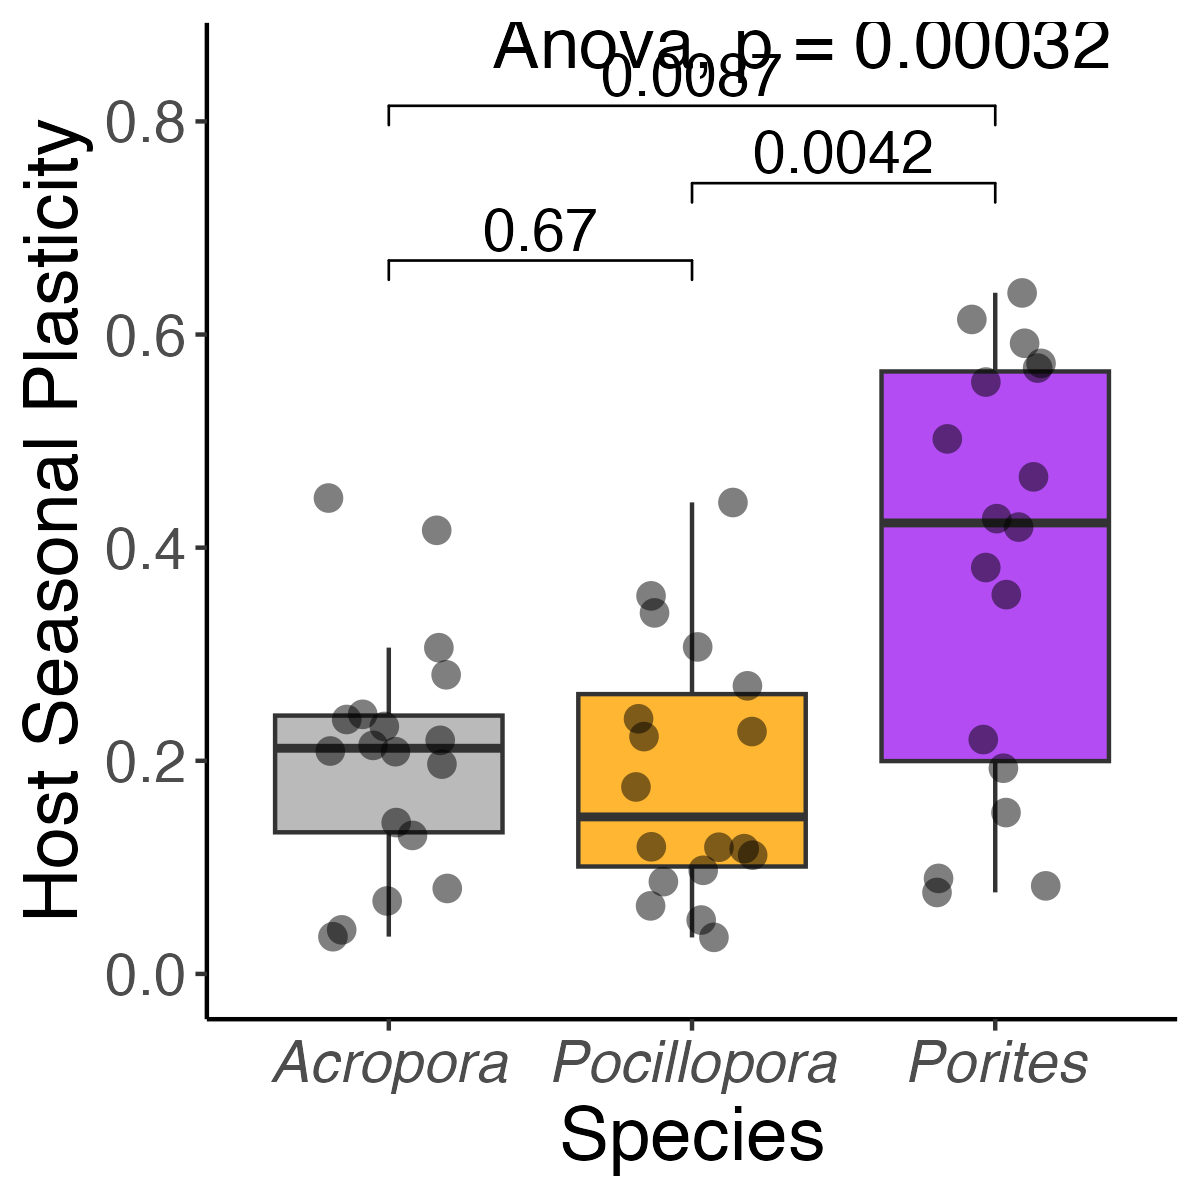 Anova, p = 0.00032
0.0087
0.0042
0.67
Host Seasonal Plasticity
0.8
0.6
0.4
0.2
0.0
Acropora Pocillopora Porites
Species